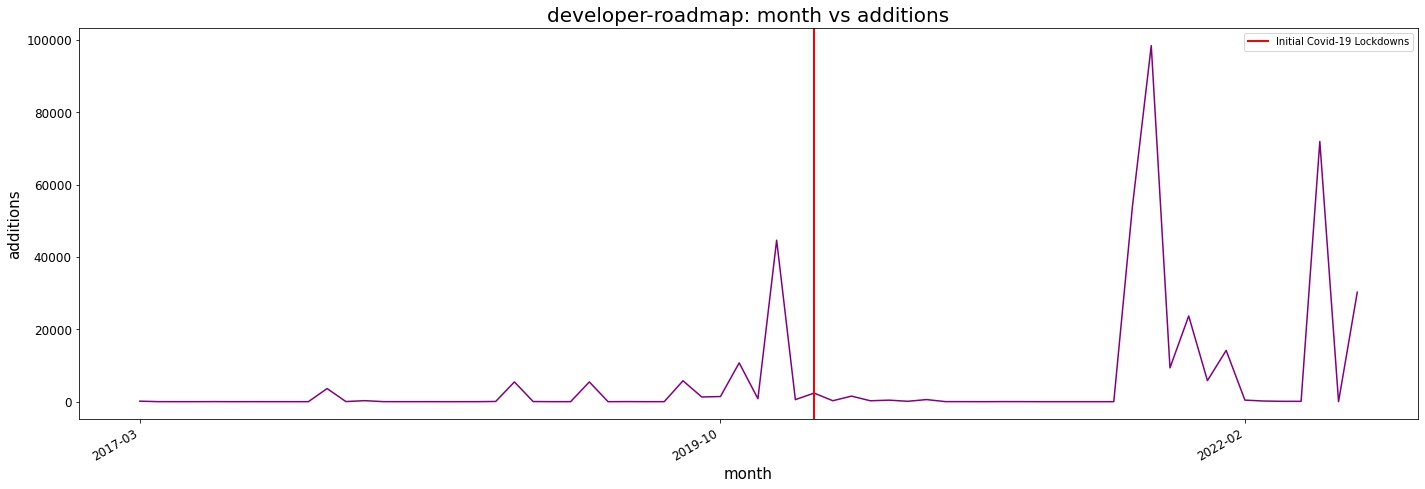 developer-roadmap: month vs additions
Initial Covid-19 Lockdowns
100000
80000
60000
40000
20000
0
additions
2017-03
2019-10
2022-02
month